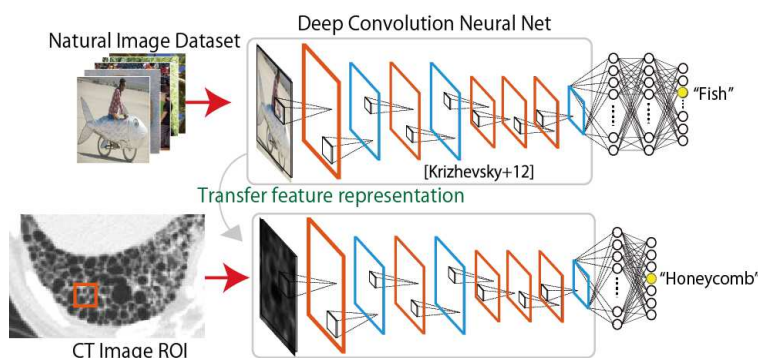 Deep Convolution Neural Net
Natural Image Dataset
"Fish"
[Krizhevsky+12]
Transfer feature representation
"Honeycomb"
CT Image ROI